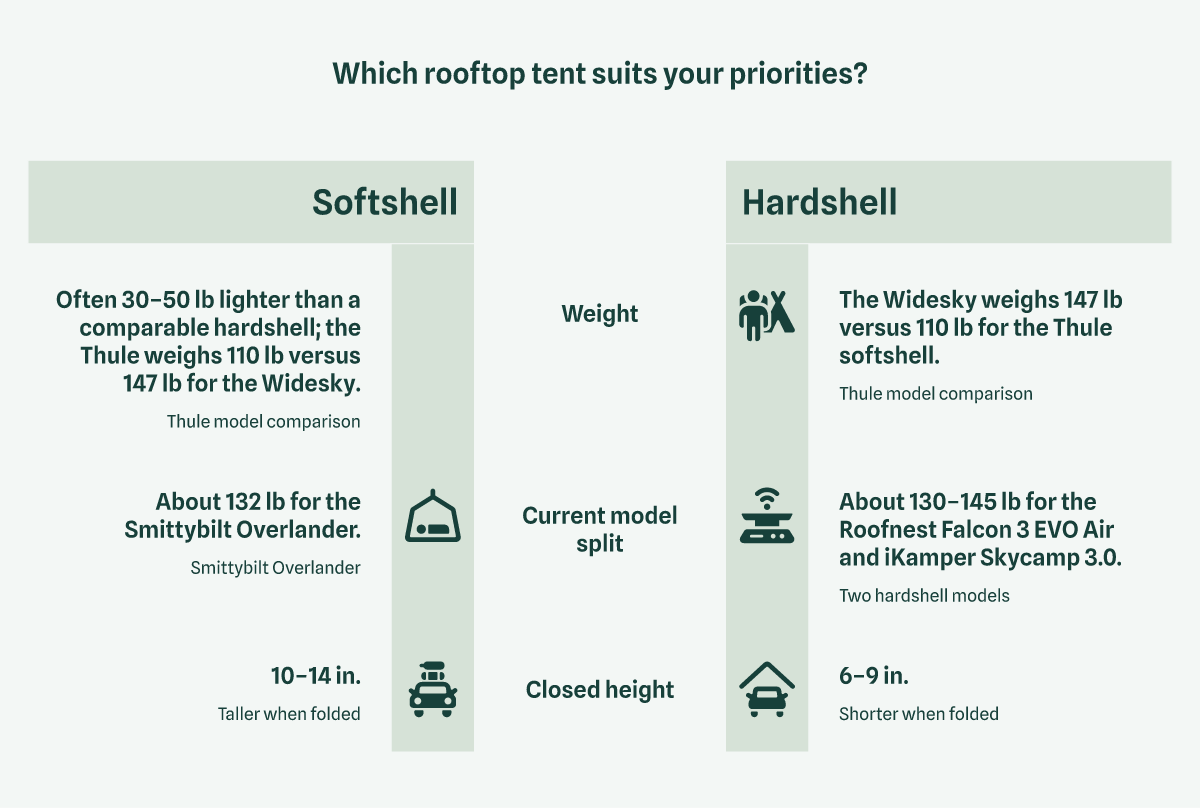 Which rooftop tent suits your priorities?
Softshell
Hardshell
Often 30–50 lb lighter than a
comparable hardshell; the
Thule weighs 110 lb versus
147 lb for the Widesky.
Thule model comparison
Weight
The Widesky weighs 147 lb
versus 110 lb for the Thule
softshell.
Thule model comparison
About 132 lb for the
Smittybilt Overlander.
Smittybilt Overlander
Current model
split
About 130–145 lb for the
Roofnest Falcon 3 EVO Air
and iKamper Skycamp 3.0.
Two hardshell models
10–14 in.
Taller when folded
Closed height
6–9 in.
Shorter when folded